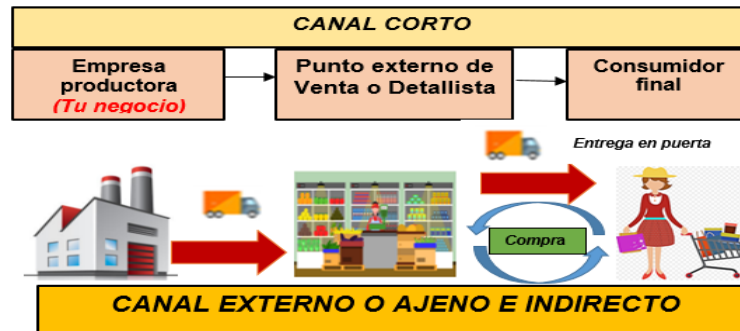 CANAL CORTO
Empresa
productora
(Tu negocio)
Punto externo de
Venta o Detallista
Consumidor
final
Entrega en puerta
Compra
CANAL EXTERNO O AJENO E INDIRECTO